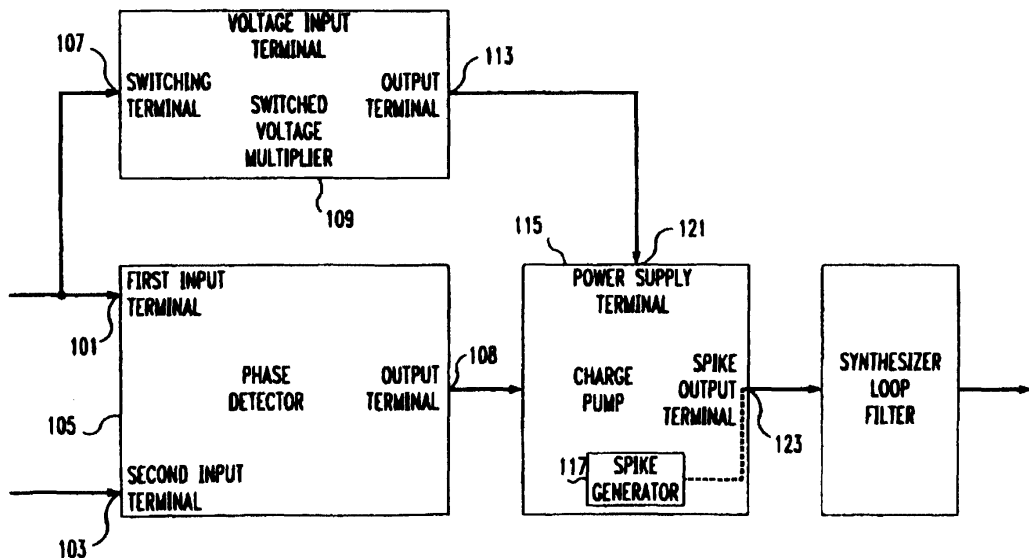 VOLTAGE INPUT
TERMINAL
107
SWITCHING
TERMINAL
OUTPUT
TERMINAL
113
SWITCHED
VOLTAGE
MULTIPLIER
109
115
121
FIRST INPUT
TERMINAL
101
PHASE
DETECTOR
OUTPUT
TERMINAL
108
105
SECOND INPUT
TERMINAL
103
POWER SUPPLY
TERMINAL
CHARGE
PUMP
SPIKE
OUTPUT
TERMINAL
123
117
SPIKE
GENERATOR
SYNTHESIZER
LOOP
FILTER